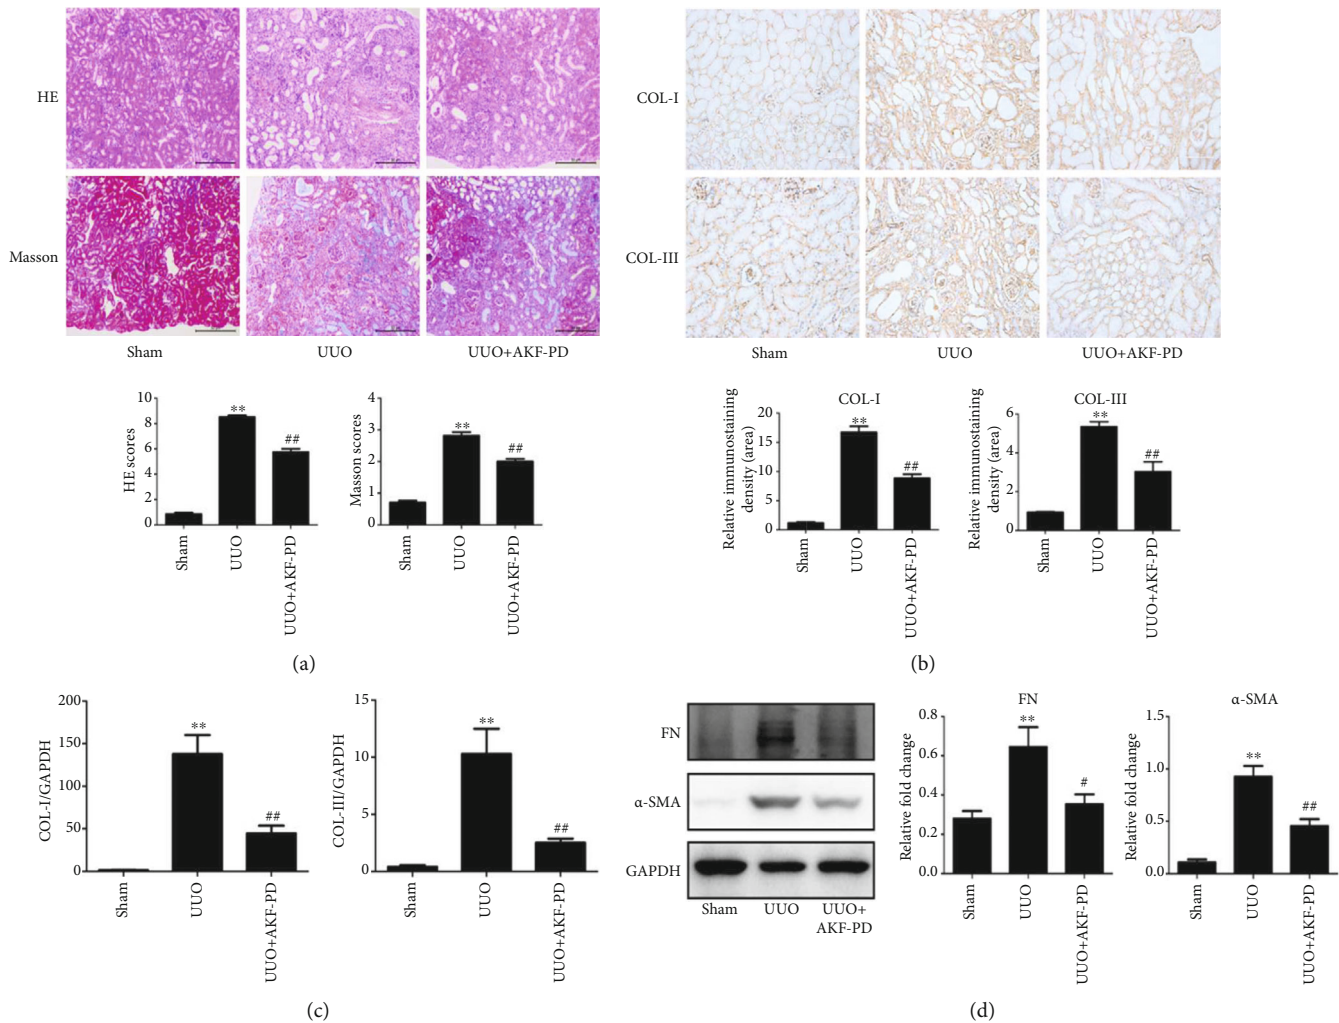 HE
Masson
Sham
UUO
UUO+AKF-PD
COL-I
COL-III
Sham
UUO
UUO+AKF-PD
HE scores
10
8
6
4
2
0
**
##
Sham
UUO
UUO+AKF-PD
Masson scores
4
3
2
1
0
**
##
Sham
UUO
UUO+AKF-PD
(a)
COL-I
Relative immunostaining
density (area)
20
15
10
5
0
**
##
Sham
UUO
UUO+AKF-PD
COL-III
Relative immunostaining
density (area)
6
4
2
0
**
##
Sham
UUO
UUO+AKF-PD
(b)
COL-I/GAPDH
200
150
100
50
0
**
##
Sham
UUO
UUO+AKF-PD
COL-III/GAPDH
15
10
5
0
**
##
Sham
UUO
UUO+AKF-PD
(c)
FN
α-SMA
GAPDH
Sham
UUO
UUO+
AKF-PD
FN
Relative fold change
0.8
0.6
0.4
0.2
0.0
**
#
Sham
UUO
UUO+AKF-PD
α-SMA
Relative fold change
1.5
1.0
0.5
0.0
**
##
Sham
UUO
UUO+AKF-PD
(d)